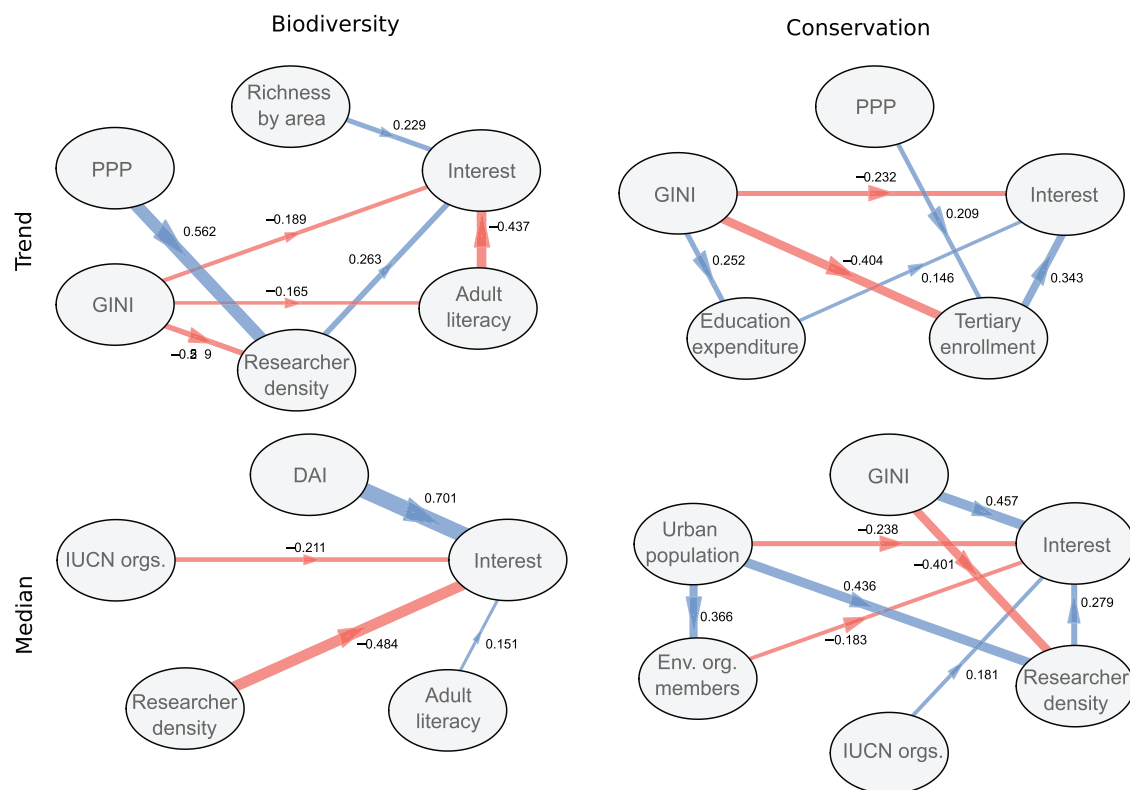 Biodiversity
Conservation
Trend
Richness
by area
0.229
PPP
Interest
−0.189
0.562
−0.437
0.263
−0.165
GINI
Adult
literacy
Researcher
density
PPP
GINI
−0.232
Interest
0.209
0.252
−0.404
0.146
0.343
Education
expenditure
Tertiary
enrollment
Median
DAI
0.701
IUCN orgs.
−0.211
Interest
−0.484
0.151
Researcher
density
Adult
literacy
GINI
0.457
Urban
population
−0.238
Interest
−0.401
0.436
0.366
0.279
−0.183
Env. org.
members
0.181
Researcher
density
IUCN orgs.